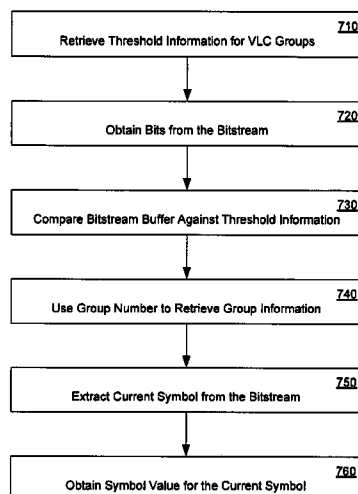 710
Retrieve Threshold Information for VLC Groups
720
Obtain Bits from the Bitstream
730
Compare Bitstream Buffer Against Threshold Information
740
Use Group Number to Retrieve Group Information
750
Extract Current Symbol from the Bitstream
760
Obtain Symbol Value for the Current Symbol